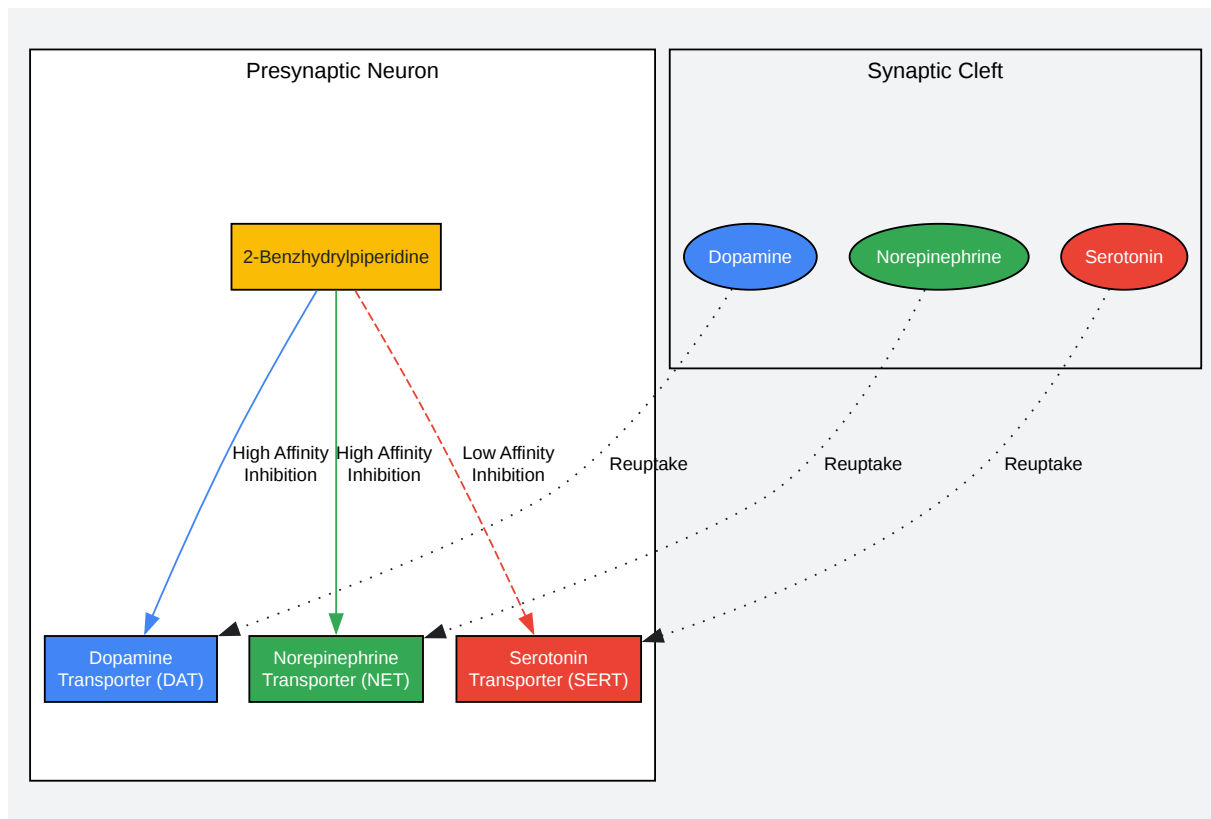 Presynaptic Neuron
Synaptic Cleft
2-Benzhydrylpiperidine
Dopamine
Norepinephrine
Serotonin
High Affinity
Inhibition
High Affinity
Inhibition
Low Affinity
Inhibition
Reuptake
Reuptake
Reuptake
Dopamine
Transporter (DAT)
Norepinephrine
Transporter (NET)
Serotonin
Transporter (SERT)